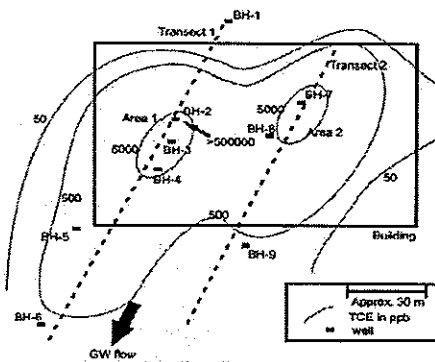 BH-1
Transect 1
Transect 2
50
BH-7
5000
Area 1
BH-2
BH-8
Area 2
>500000
BH-3
5000
BH-4
50
500
500
BH-5
Building
BH-9
Approx. 30 m
TCE in ppb
well
BH-6
GW flow